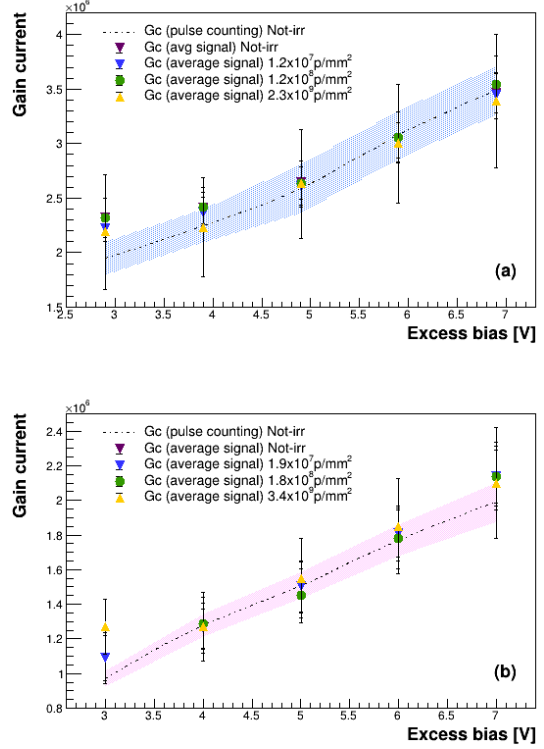 ×10⁶
Gain current
4
3.5
3
2.5
2
1.5
Gc (pulse counting) Not-irr
Gc (avg signal) Not-irr
Gc (average signal) 1.2x10⁷p/mm²
Gc (average signal) 1.2x10⁸p/mm²
Gc (average signal) 2.3x10⁹p/mm²
(a)
2.5 3 3.5 4 4.5 5 5.5 6 6.5 7
Excess bias [V]
×10⁶
Gain current
2.4
2.2
2
1.8
1.6
1.4
1.2
1
0.8
Gc (pulse counting) Not-irr
Gc (average signal) Not-irr
Gc (average signal) 1.9x10⁷p/mm²
Gc (average signal) 1.8x10⁸p/mm²
Gc (average signal) 3.4x10⁹p/mm²
(b)
3 3.5 4 4.5 5 5.5 6 6.5 7
Excess bias [V]